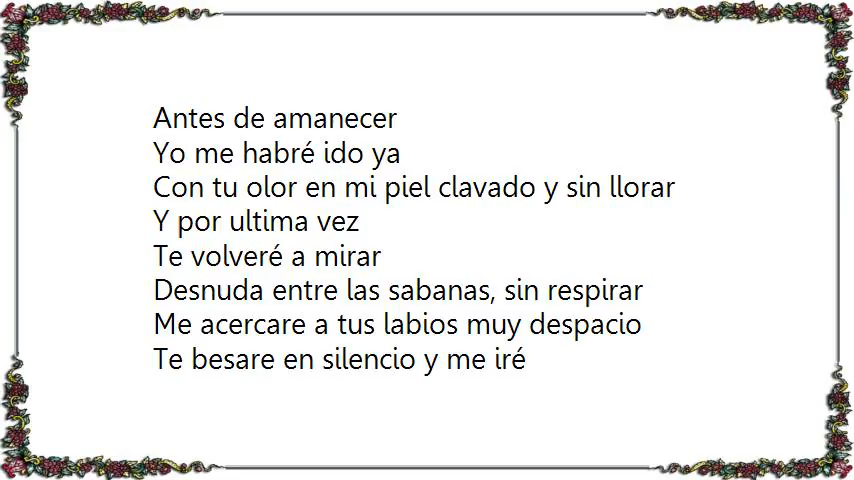 Antes de amanecer
Yo me habré ido ya
Con tu olor en mi piel clavado y sin llorar
Y por ultima vez
Te volveré a mirar
Desnuda entre las sabanas, sin respirar
Me acercare a tus labios muy despacio
Te besare en silencio y me iré